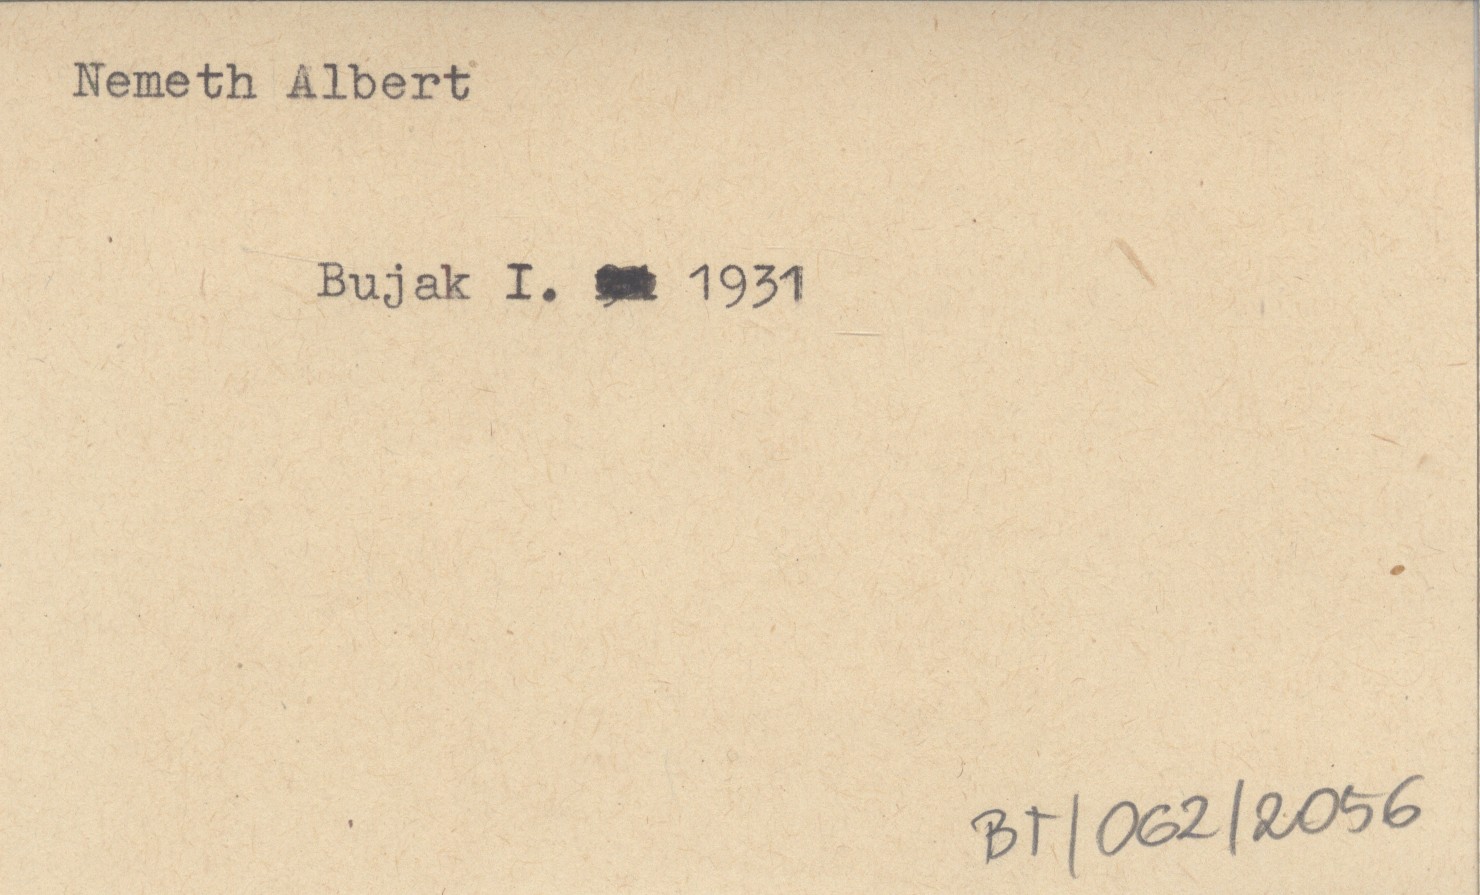 Nemeth Albert
Bujak I. 1931
BT/062/2056